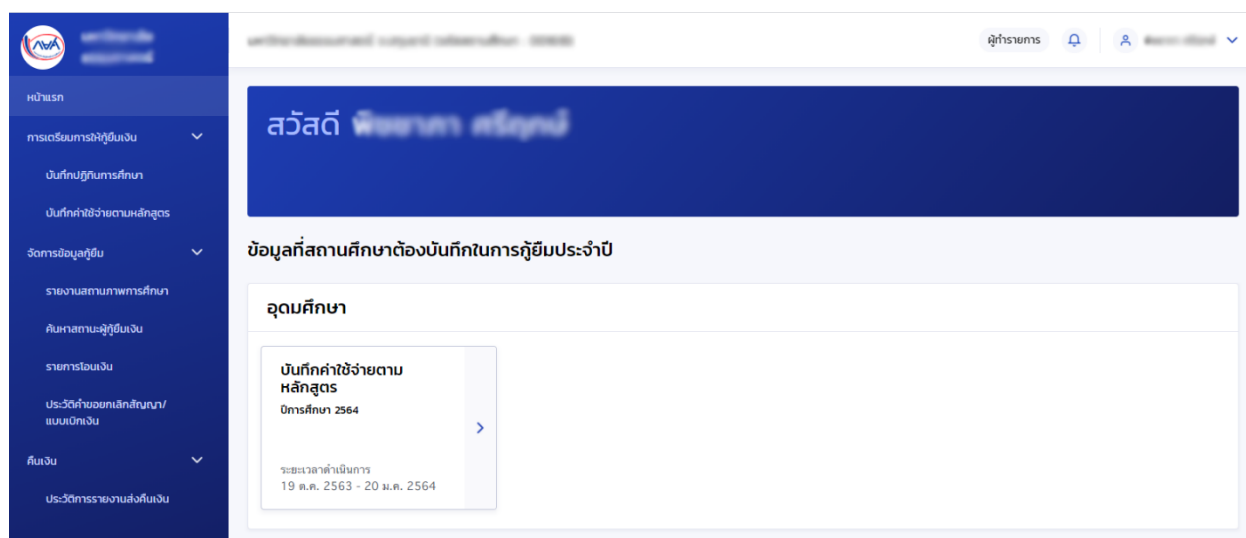 กยศ
ผู้ทำรายการ
หน้าแรก
การเตรียมการให้กู้ยืมเงิน
บันทึกปฏิทินการศึกษา
บันทึกค่าใช้จ่ายตามหลักสูตร
จัดการข้อมูลกู้ยืม
รายงานสถานภาพการศึกษา
ค้นหาสถานะผู้กู้ยืมเงิน
รายการโอนเงิน
ประวัติคำขอยกเลิกสัญญา/
แบบเบิกเงิน
คืนเงิน
ประวัติการรายงานส่งคืนเงิน
สวัสดี
ข้อมูลที่สถานศึกษาต้องบันทึกในการกู้ยืมประจำปี
อุดมศึกษา
บันทึกค่าใช้จ่ายตาม
หลักสูตร
ปีการศึกษา 2564
ระยะเวลาดำเนินการ
19 ต.ค. 2563 - 20 ม.ค. 2564